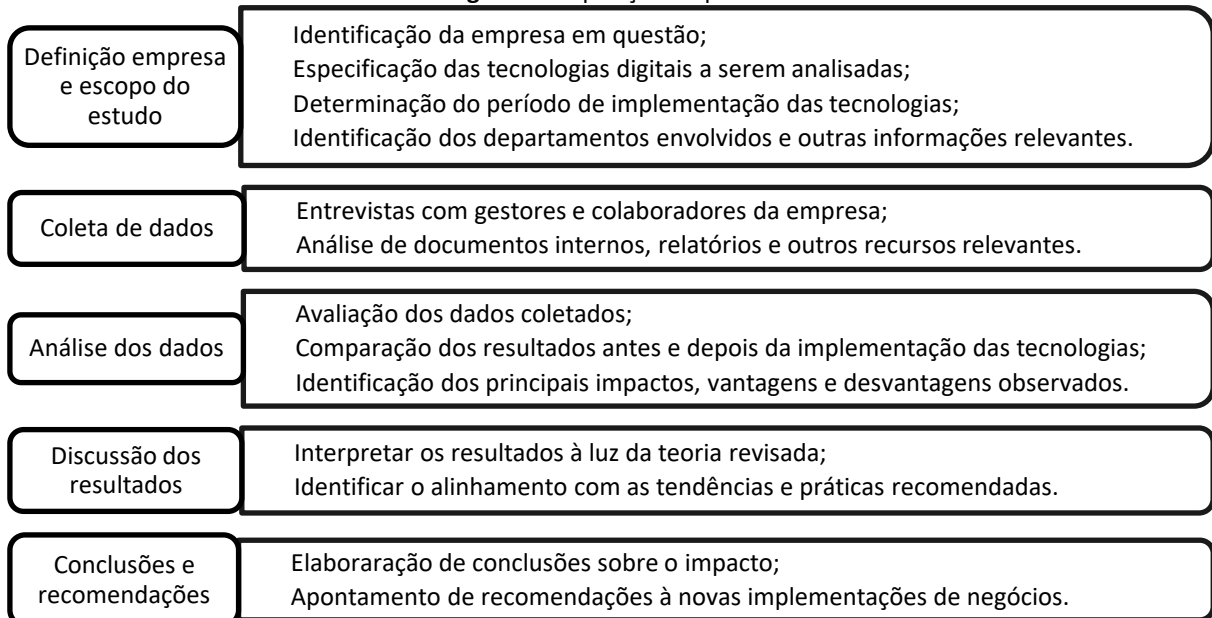 Definição empresa
e escopo do
estudo
Identificação da empresa em questão;
Especificação das tecnologias digitais a serem analisadas;
Determinação do período de implementação das tecnologias;
Identificação dos departamentos envolvidos e outras informações relevantes.
Coleta de dados
Entrevistas com gestores e colaboradores da empresa;
Análise de documentos internos, relatórios e outros recursos relevantes.
Análise dos dados
Avaliação dos dados coletados;
Comparação dos resultados antes e depois da implementação das tecnologias;
Identificação dos principais impactos, vantagens e desvantagens observados.
Discussão dos
resultados
Interpretar os resultados à luz da teoria revisada;
Identificar o alinhamento com as tendências e práticas recomendadas.
Conclusões e
recomendações
Elaboraração de conclusões sobre o impacto;
Apontamento de recomendações à novas implementações de negócios.